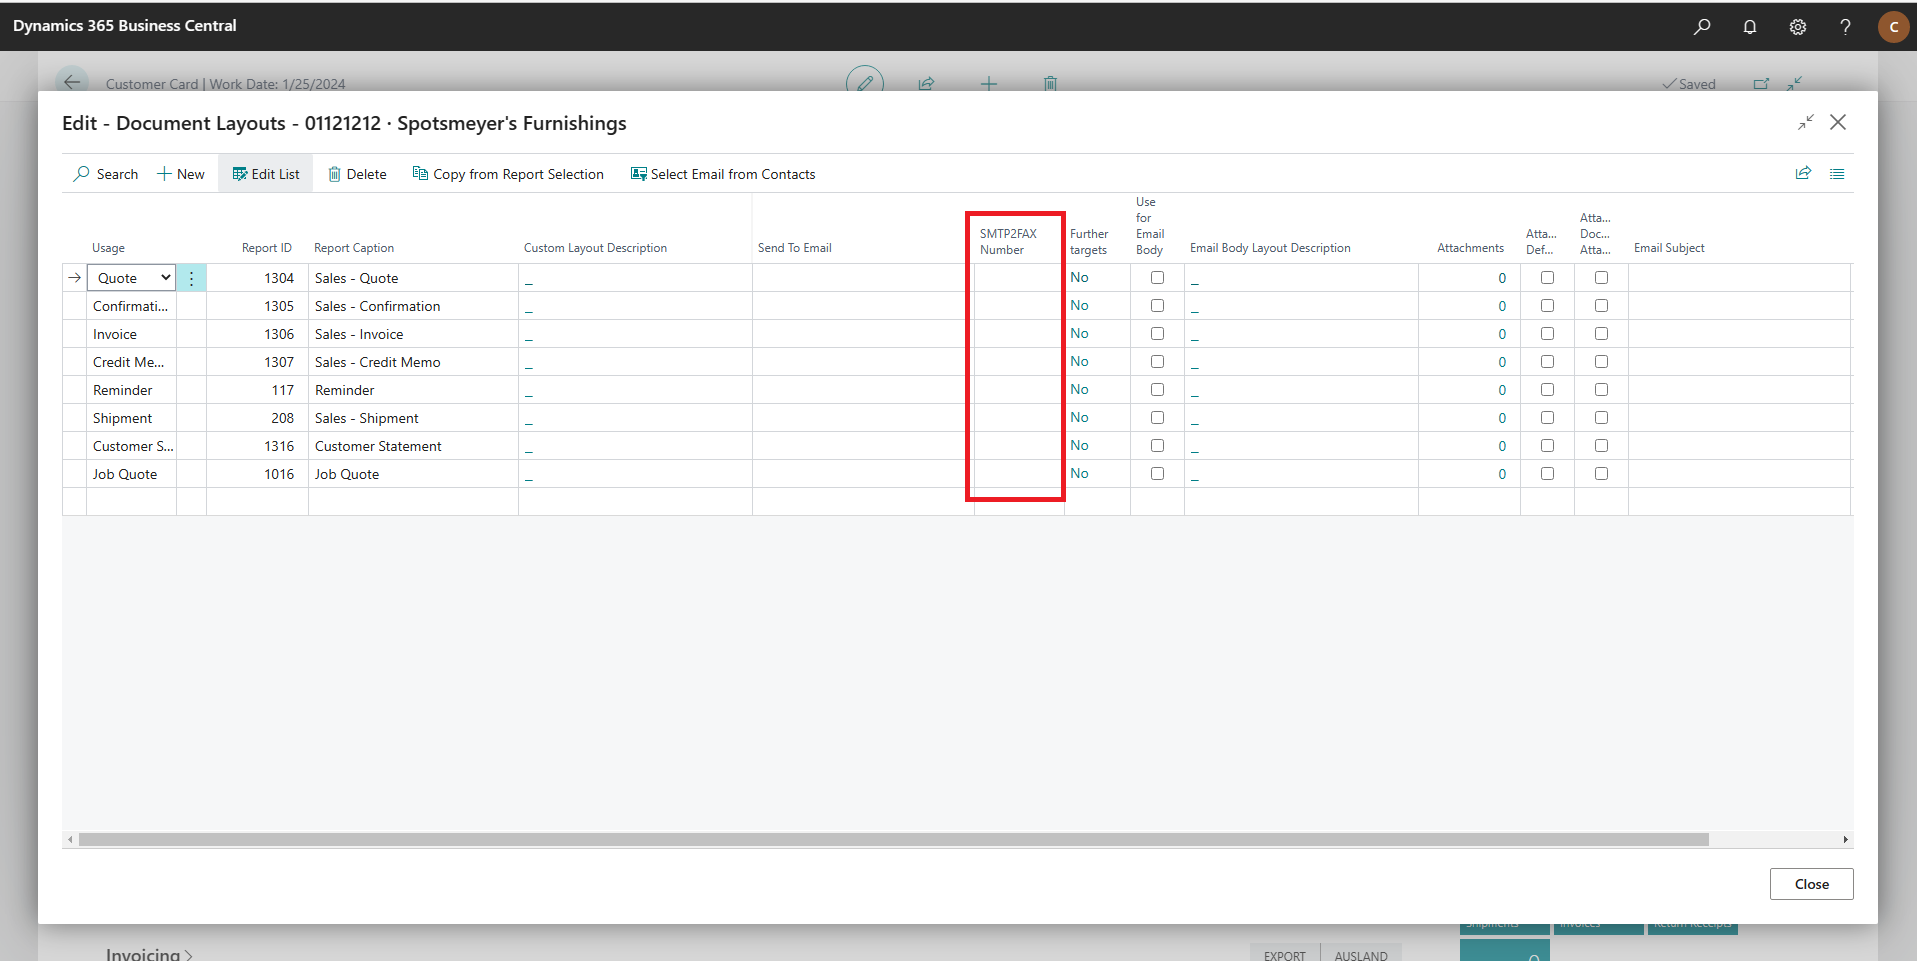 Dynamics 365 Business Central
C
Customer Card | Work Date: 1/25/2024
Saved
Edit - Document Layouts - 01121212 · Spotsmeyer's Furnishings
Search New Edit List Delete Copy from Report Selection Select Email from Contacts
Usage Report ID Report Caption Custom Layout Description Send To Email SMTP2FAX Number Further targets Use for Email Body Email Body Layout Description Attachments Atta... Def... Atta... Doc... Atta... Email Subject
Quote 1304 Sales - Quote _ No _ 0
Confirmati... 1305 Sales - Confirmation _ No _ 0
Invoice 1306 Sales - Invoice _ No _ 0
Credit Me... 1307 Sales - Credit Memo _ No _ 0
Reminder 117 Reminder _ No _ 0
Shipment 208 Sales - Shipment _ No _ 0
Customer S... 1316 Customer Statement _ No _ 0
Job Quote 1016 Job Quote _ No _ 0
Close
Shipments Invoices Return Receipts
Invoicing
EXPORT AUSLAND